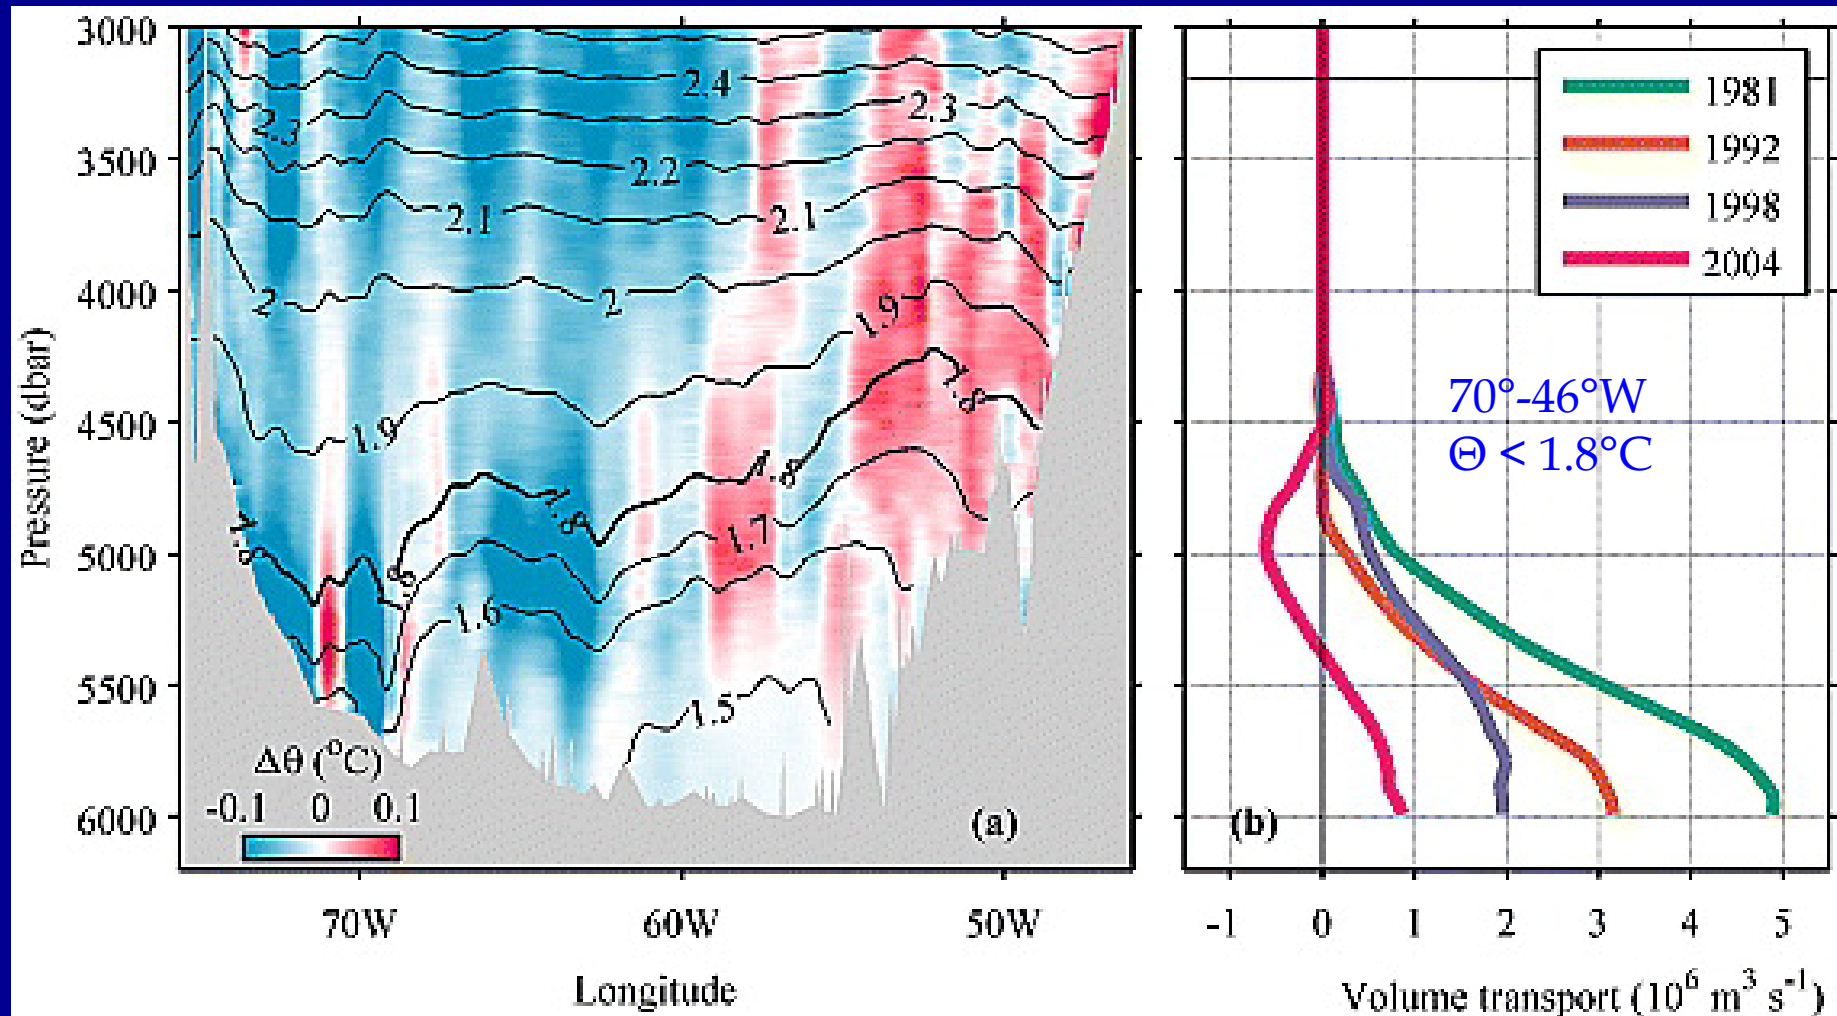 3000
3500
4000
4500
5000
5500
6000
Pressure (dbar)
2.4
2.3
2.3
2.2
2.1
2.1
2
2
1.9
1.9
1.8
1.8
1.8
1.8
1.8
1.7
1.6
1.5
Δθ (°C)
-0.1 0 0.1
(a)
70W 60W 50W
Longitude
1981
1992
1998
2004
70°-46°W
Θ < 1.8°C
(b)
-1 0 1 2 3 4 5
Volume transport (10⁶ m³ s⁻¹)